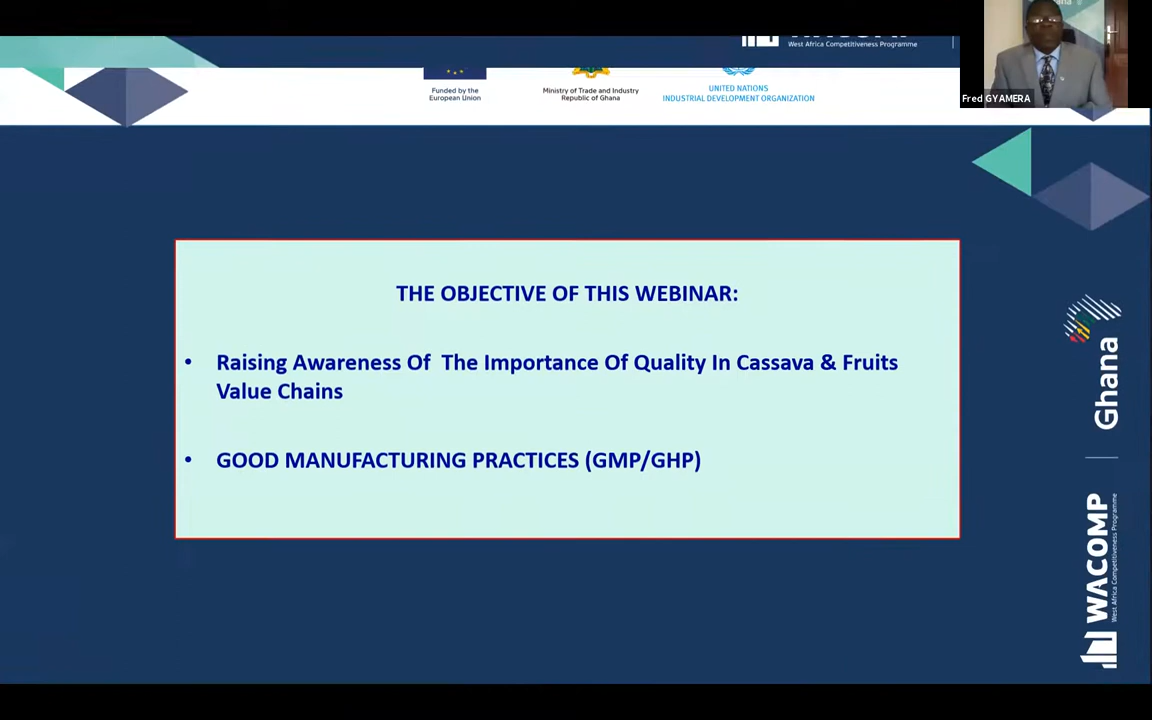 West Africa Competitiveness Programme
Funded by the
European Union
Ministry of Trade and Industry
Republic of Ghana
UNITED NATIONS
INDUSTRIAL DEVELOPMENT ORGANIZATION
Fred GYAMERA
THE OBJECTIVE OF THIS WEBINAR:
• Raising Awareness Of The Importance Of Quality In Cassava & Fruits
Value Chains
• GOOD MANUFACTURING PRACTICES (GMP/GHP)
Ghana
WACOMP
West Africa Competitiveness Programme